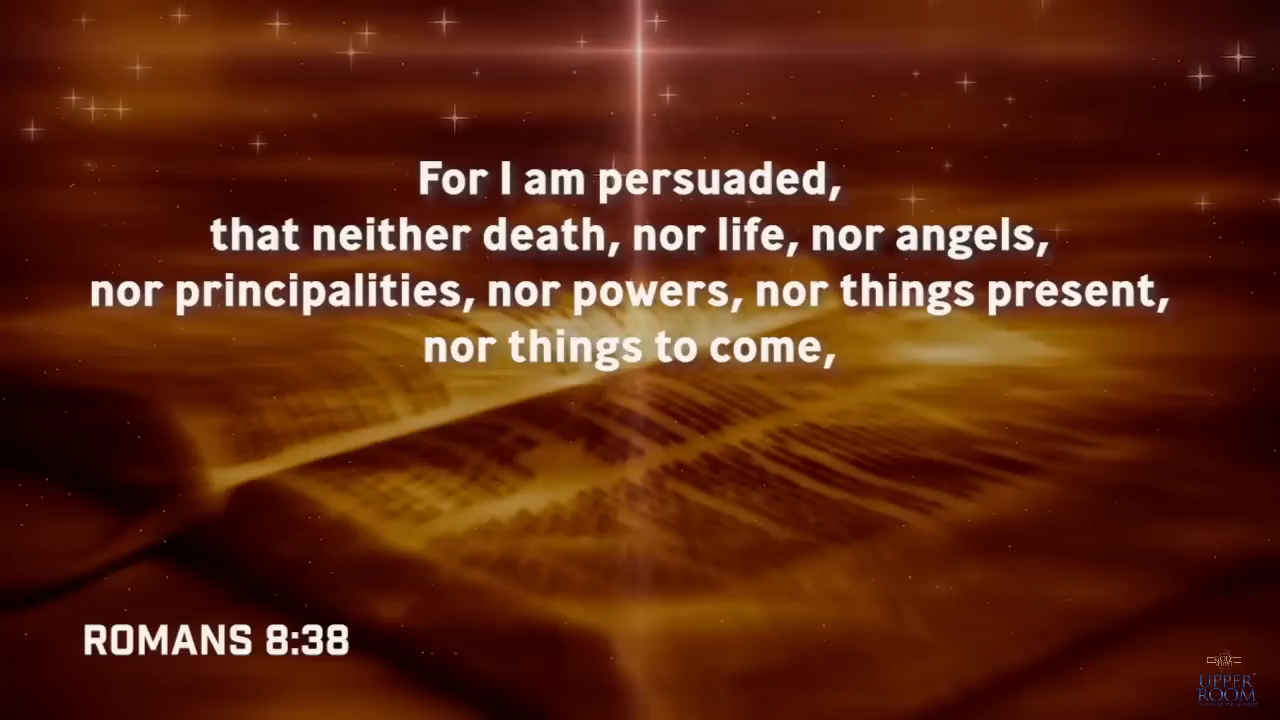 For I am persuaded,
that neither death, nor life, nor angels,
nor principalities, nor powers, nor things present,
nor things to come,
ROMANS 8:38
UPPER
ROOM